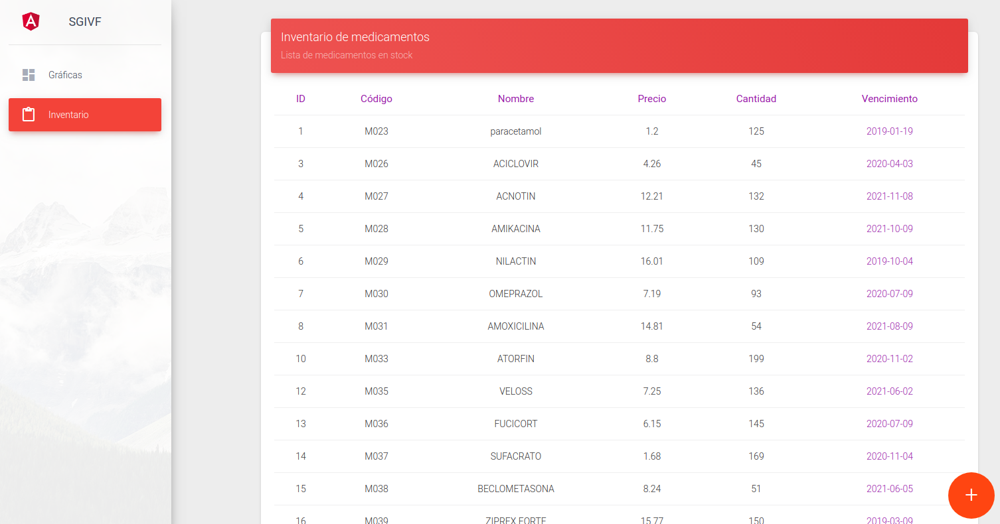 SGIVF
Gráficas
Inventario
Inventario de medicamentos
Lista de medicamentos en stock
ID Código Nombre Precio Cantidad Vencimiento
1 M023 paracetamol 1.2 125 2019-01-19
3 M026 ACICLOVIR 4.26 45 2020-04-03
4 M027 ACNOTIN 12.21 132 2021-11-08
5 M028 AMIKACINA 11.75 130 2021-10-09
6 M029 NILACTIN 16.01 109 2019-10-04
7 M030 OMEPRAZOL 7.19 93 2020-07-09
8 M031 AMOXICILINA 14.81 54 2021-08-09
10 M033 ATORFIN 8.8 199 2020-11-02
12 M035 VELOSS 7.25 136 2021-06-02
13 M036 FUCICORT 6.15 145 2020-07-09
14 M037 SUFACRATO 1.68 169 2020-11-04
15 M038 BECLOMETASONA 8.24 51 2021-06-05
16 M039 ZIPREX FORTE 15.77 150 2019-03-09